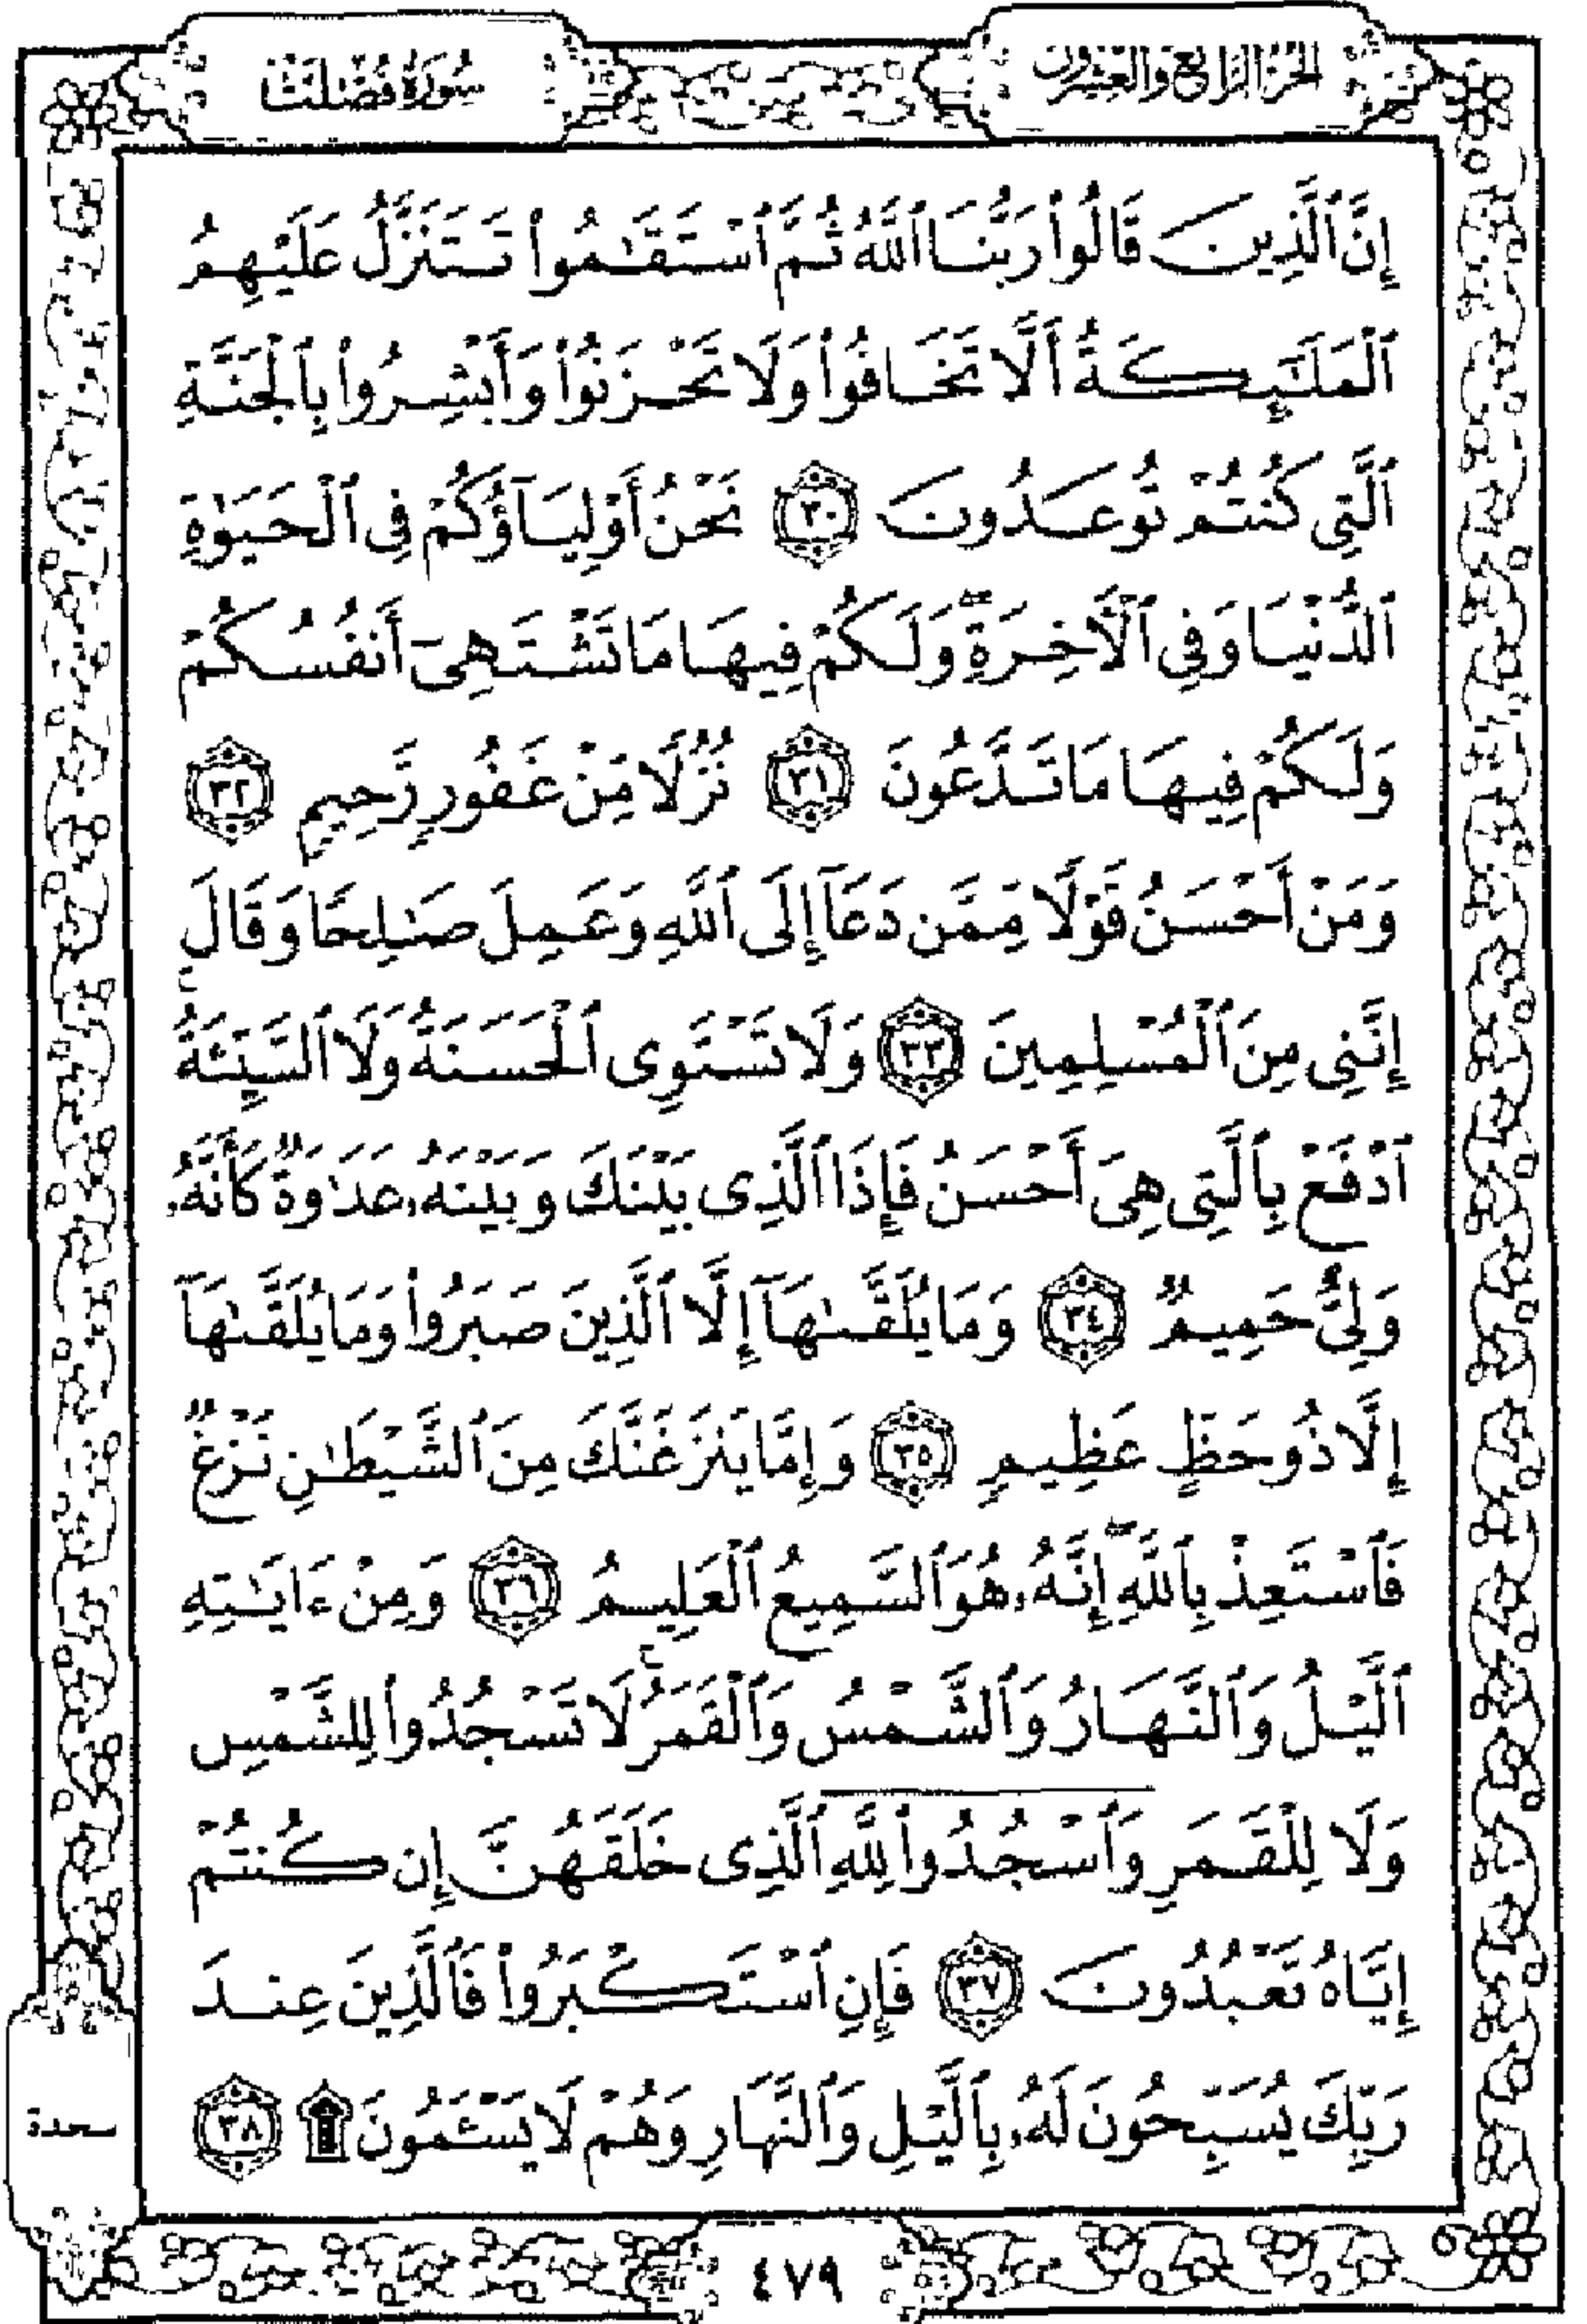 الجزء الرابع والعشرون
سورة فصلت
إِنَّ ٱلَّذِينَ قَالُوا۟ رَبُّنَا ٱللَّهُ ثُمَّ ٱسْتَقَـٰمُوا۟ تَتَنَزَّلُ عَلَيْهِمُ
ٱلْمَلَـٰٓئِكَةُ أَلَّا تَخَافُوا۟ وَلَا تَحْزَنُوا۟ وَأَبْشِرُوا۟ بِٱلْجَنَّةِ
ٱلَّتِى كُنتُمْ تُوعَدُونَ ٣٠ نَحْنُ أَوْلِيَآؤُكُمْ فِى ٱلْحَيَوٰةِ
ٱلدُّنْيَا وَفِى ٱلْـَٔاخِرَةِ ۖ وَلَكُمْ فِيهَا مَا تَشْتَهِىٓ أَنفُسُكُمْ
وَلَكُمْ فِيهَا مَا تَدَّعُونَ ٣١ نُزُلًا مِّنْ غَفُورٍ رَّحِيمٍ ٣٢
وَمَنْ أَحْسَنُ قَوْلًا مِّمَّن دَعَآ إِلَى ٱللَّهِ وَعَمِلَ صَـٰلِحًا وَقَالَ
إِنَّنِى مِنَ ٱلْمُسْلِمِينَ ٣٣ وَلَا تَسْتَوِى ٱلْحَسَنَةُ وَلَا ٱلسَّيِّئَةُ ۚ
ٱدْفَعْ بِٱلَّتِى هِىَ أَحْسَنُ فَإِذَا ٱلَّذِى بَيْنَكَ وَبَيْنَهُۥ عَدَٰوَةٌ كَأَنَّهُۥ
وَلِىٌّ حَمِيمٌ ٣٤ وَمَا يُلَقَّىٰهَآ إِلَّا ٱلَّذِينَ صَبَرُوا۟ وَمَا يُلَقَّىٰهَآ
إِلَّا ذُو حَظٍّ عَظِيمٍ ٣٥ وَإِمَّا يَنزَغَنَّكَ مِنَ ٱلشَّيْطَـٰنِ نَزْغٌ
فَٱسْتَعِذْ بِٱللَّهِ ۖ إِنَّهُۥ هُوَ ٱلسَّمِيعُ ٱلْعَلِيمُ ٣٦ وَمِنْ ءَايَـٰتِهِ
ٱلَّيْلُ وَٱلنَّهَارُ وَٱلشَّمْسُ وَٱلْقَمَرُ ۚ لَا تَسْجُدُوا۟ لِلشَّمْسِ
وَلَا لِلْقَمَرِ وَٱسْجُدُوا۟ لِلَّهِ ٱلَّذِى خَلَقَهُنَّ إِن كُنتُمْ
إِيَّاهُ تَعْبُدُونَ ٣٧ فَإِنِ ٱسْتَكْبَرُوا۟ فَٱلَّذِينَ عِندَ
رَبِّكَ يُسَبِّحُونَ لَهُۥ بِٱلَّيْلِ وَٱلنَّهَارِ وَهُمْ لَا يَسْـَٔمُونَ ۩ ٣٨
سجدة
٤٧٩